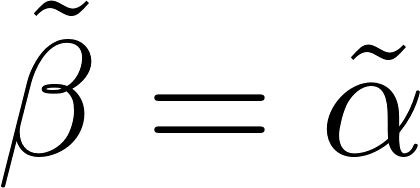 β̃ = α̃